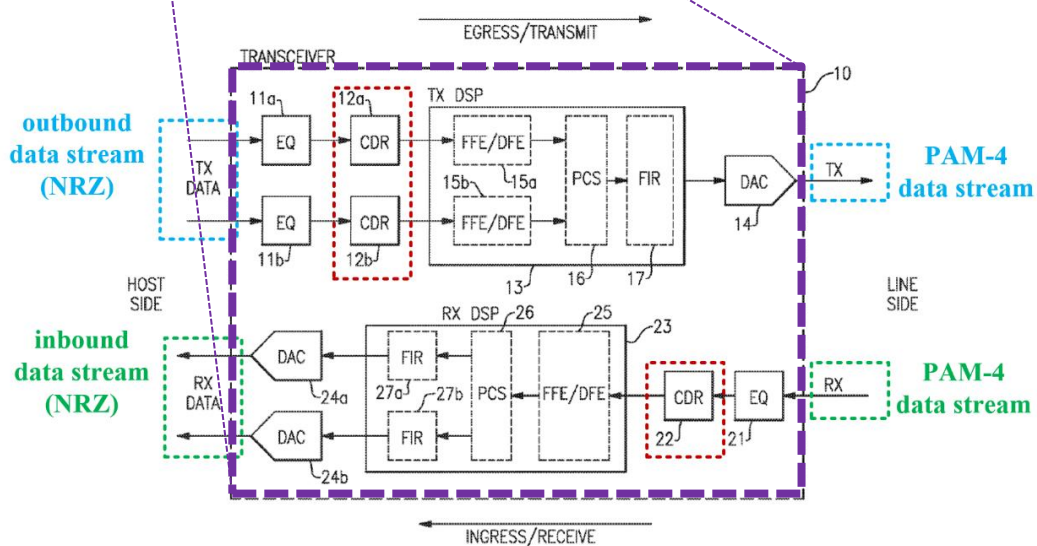 EGRESS/TRANSMIT
TRANSCEIVER
10
outbound
data stream
(NRZ)
TX
DATA
11a
EQ
12a
CDR
TX DSP
FFE/DFE
15a
15b
FFE/DFE
PCS
FIR
DAC
14
TX
PAM-4
data stream
EQ
11b
CDR
12b
13
16
17
HOST
SIDE
LINE
SIDE
inbound
data stream
(NRZ)
RX
DATA
DAC
24a
DAC
24b
RX DSP
26
25
23
FIR
27a
27b
FIR
PCS
FFE/DFE
CDR
22
EQ
21
RX
PAM-4
data stream
INGRESS/RECEIVE